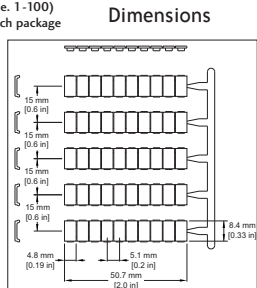 e. 1-100)
ch package
Dimensions
15 mm
[0.6 in]
15 mm
[0.6 in]
15 mm
[0.6 in]
15 mm
[0.6 in]
8.4 mm
[0.33 in]
4.8 mm
[0.19 in]
5.1 mm
[0.2 in]
50.7 mm
[2.0 in]